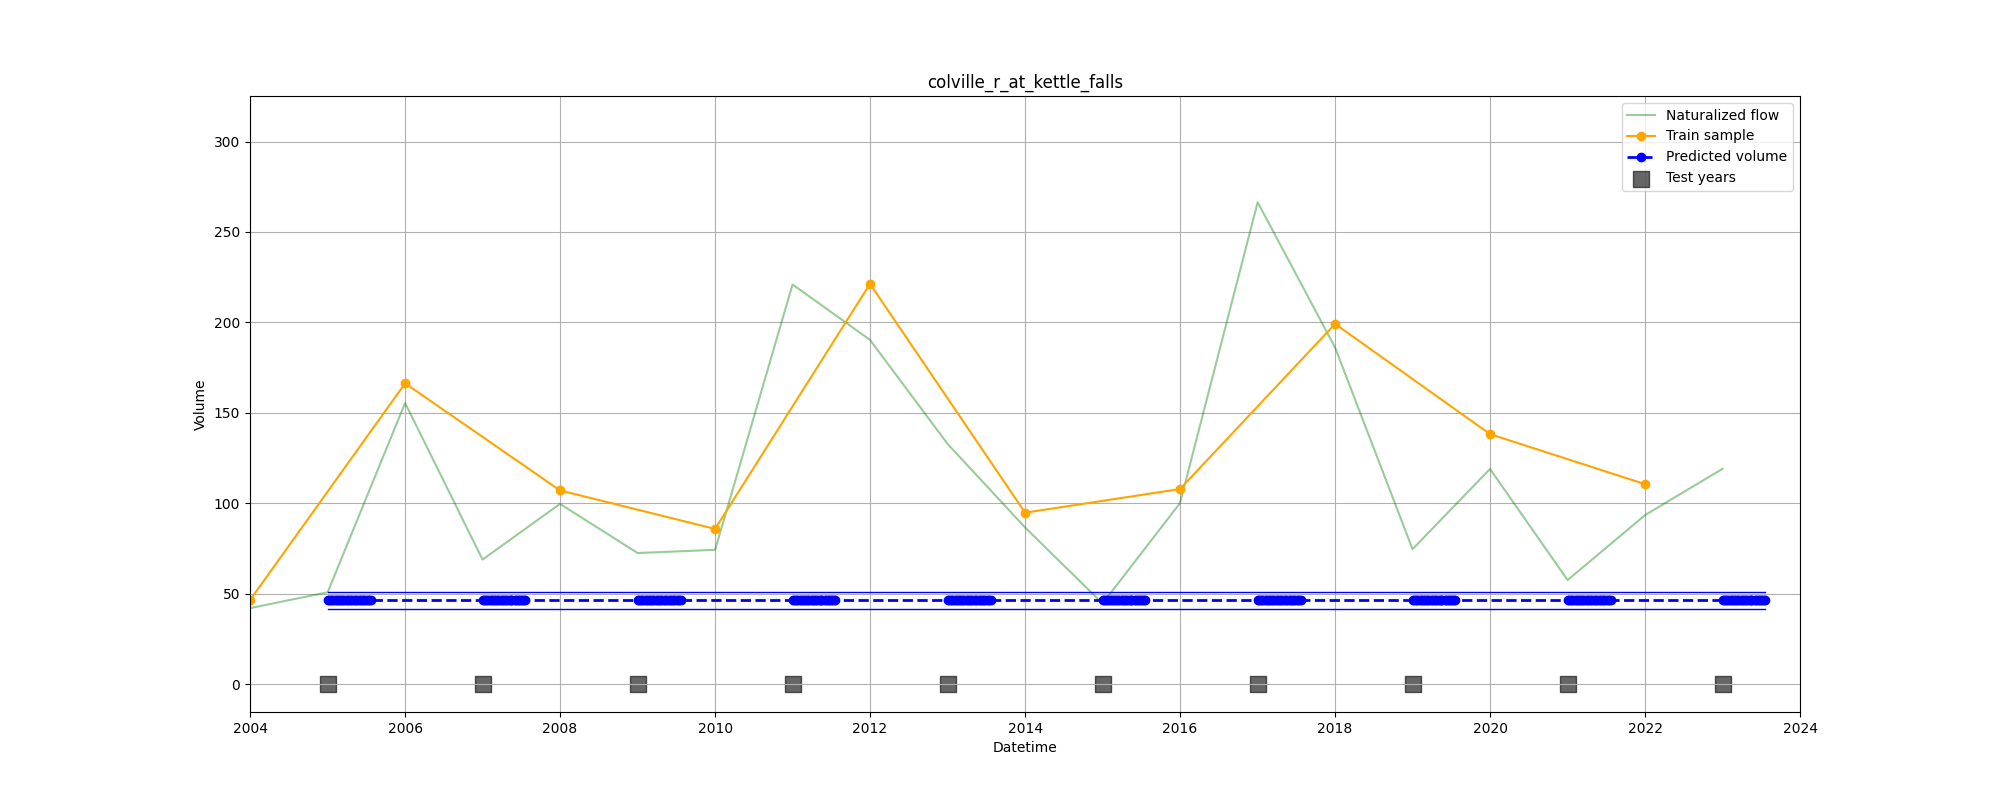 colville_r_at_kettle_falls
Naturalized flow
Train sample
Predicted volume
Test years
300
250
200
150
100
50
0
Volume
2004 2006 2008 2010 2012 2014 2016 2018 2020 2022 2024
Datetime